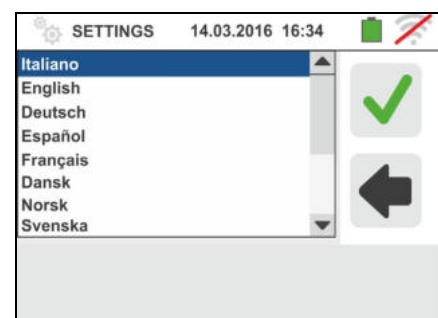 SETTINGS 14.03.2016 16:34
Italiano
English
Deutsch
Español
Français
Dansk
Norsk
Svenska